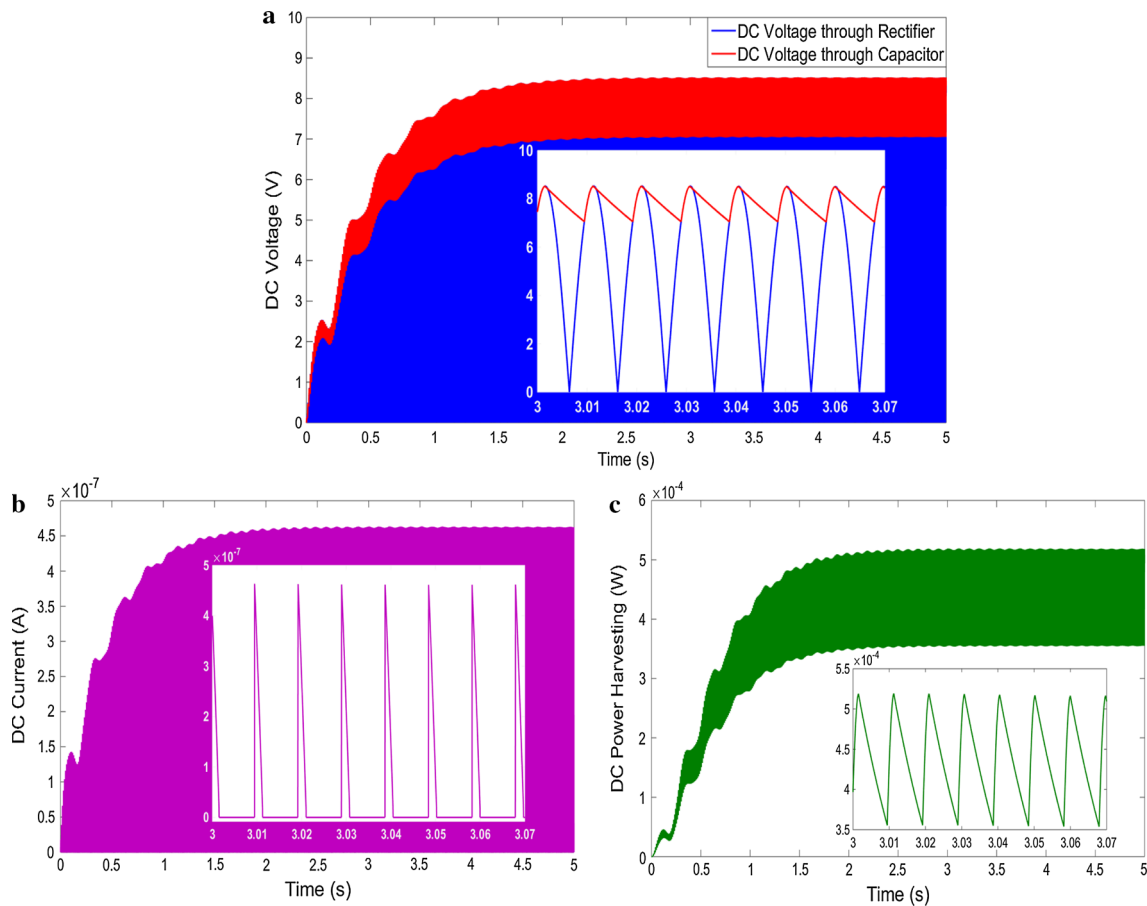 a
10
9
8
7
6
5
4
3
2
1
0
DC Voltage (V)
DC Voltage through Rectifier
DC Voltage through Capacitor
10
8
6
4
2
0
3 3.01 3.02 3.03 3.04 3.05 3.06 3.07
0 0.5 1 1.5 2 2.5 3 3.5 4 4.5 5
Time (s)
b
×10-7
5
4.5
4
3.5
3
2.5
2
1.5
1
0.5
0
DC Current (A)
×10-7
5
4
3
2
1
0
3 3.01 3.02 3.03 3.04 3.05 3.06 3.07
0 0.5 1 1.5 2 2.5 3 3.5 4 4.5 5
Time (s)
c
×10-4
6
5
4
3
2
1
0
DC Power Harvesting (W)
×10-4
5.5
5
4.5
4
3.5
3 3.01 3.02 3.03 3.04 3.05 3.06 3.07
0 0.5 1 1.5 2 2.5 3 3.5 4 4.5 5
Time (s)